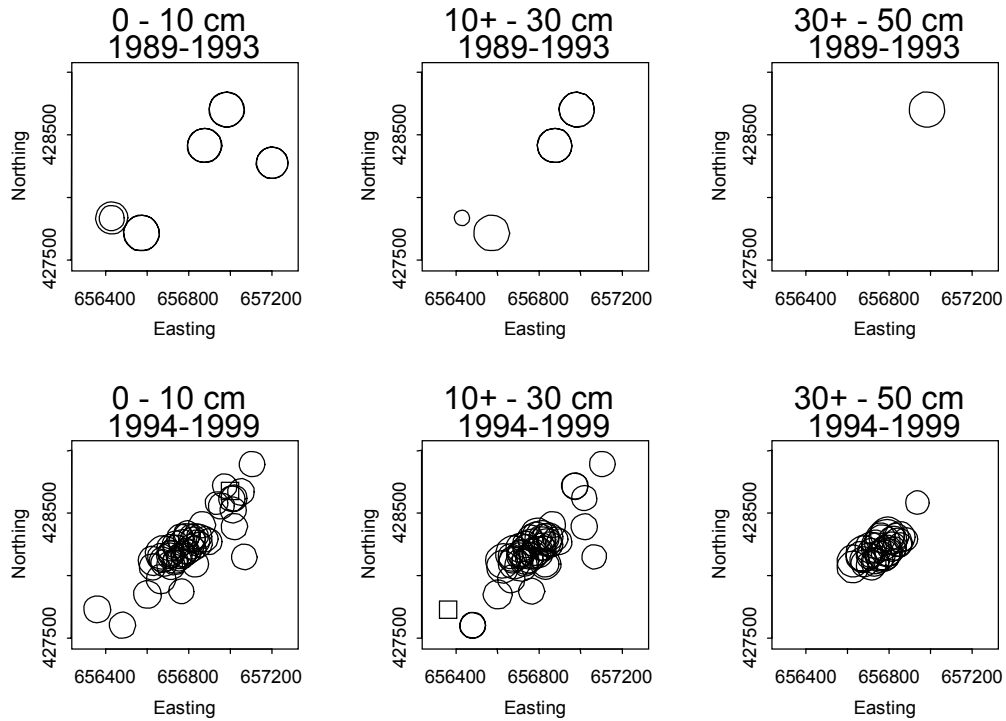 0 - 10 cm
1989-1993
Northing
428500
427500
656400 656800 657200
Easting
10+ - 30 cm
1989-1993
Northing
428500
427500
656400 656800 657200
Easting
30+ - 50 cm
1989-1993
Northing
428500
427500
656400 656800 657200
Easting
0 - 10 cm
1994-1999
Northing
428500
427500
656400 656800 657200
Easting
10+ - 30 cm
1994-1999
Northing
428500
427500
656400 656800 657200
Easting
30+ - 50 cm
1994-1999
Northing
428500
427500
656400 656800 657200
Easting